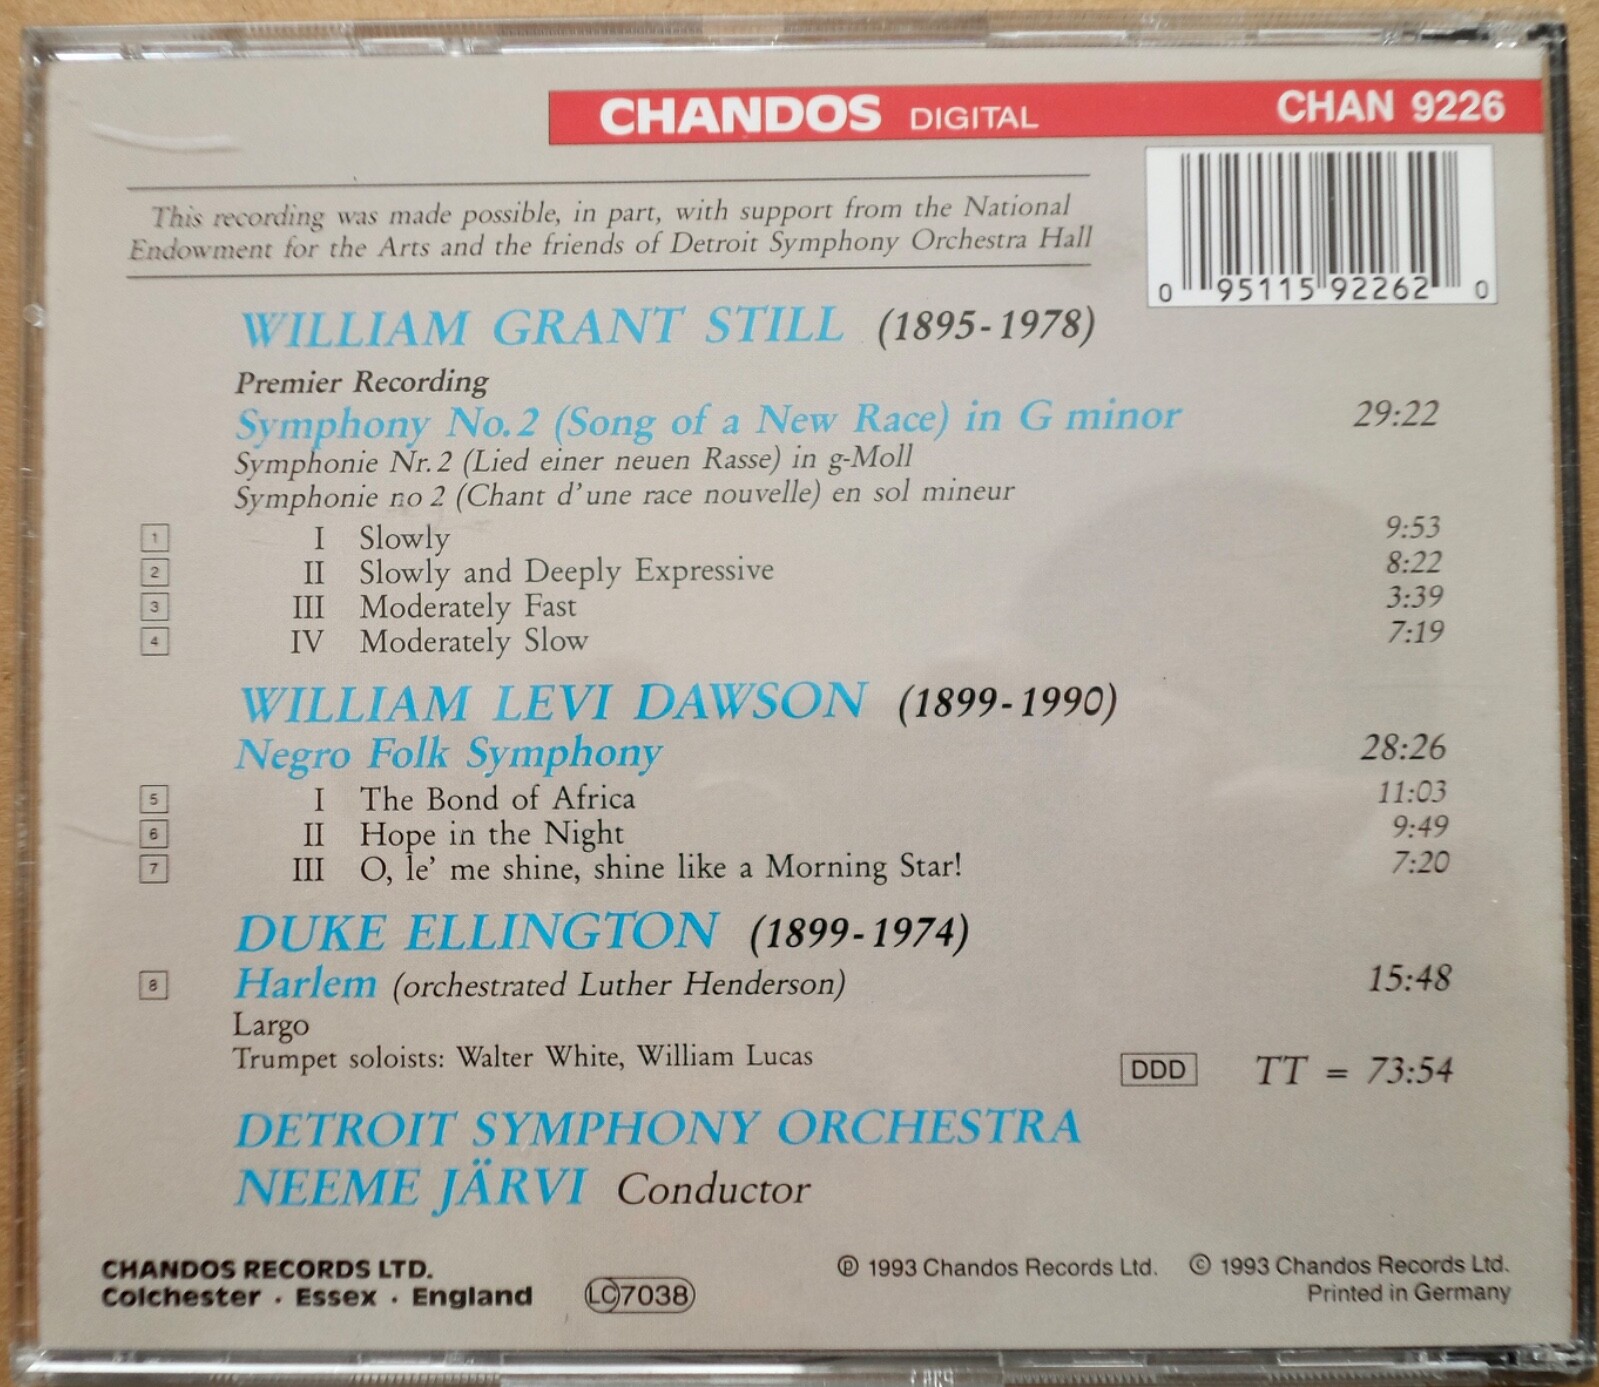 CHANDOS DIGITAL CHAN 9226
This recording was made possible, in part, with support from the National
Endowment for the Arts and the friends of Detroit Symphony Orchestra Hall
0 95115 92262 0
WILLIAM GRANT STILL (1895-1978)
Premier Recording
Symphony No.2 (Song of a New Race) in G minor 29:22
Symphonie Nr.2 (Lied einer neuen Rasse) in g-Moll
Symphonie no 2 (Chant d'une race nouvelle) en sol mineur
1 I Slowly 9:53
2 II Slowly and Deeply Expressive 8:22
3 III Moderately Fast 3:39
4 IV Moderately Slow 7:19
WILLIAM LEVI DAWSON (1899-1990)
Negro Folk Symphony 28:26
5 I The Bond of Africa 11:03
6 II Hope in the Night 9:49
7 III O, le' me shine, shine like a Morning Star! 7:20
DUKE ELLINGTON (1899-1974)
8 Harlem (orchestrated Luther Henderson) 15:48
Largo
Trumpet soloists: Walter White, William Lucas
DDD TT = 73:54
DETROIT SYMPHONY ORCHESTRA
NEEME JÄRVI Conductor
CHANDOS RECORDS LTD.
Colchester · Essex · England
LC 7038
℗ 1993 Chandos Records Ltd. © 1993 Chandos Records Ltd.
Printed in Germany